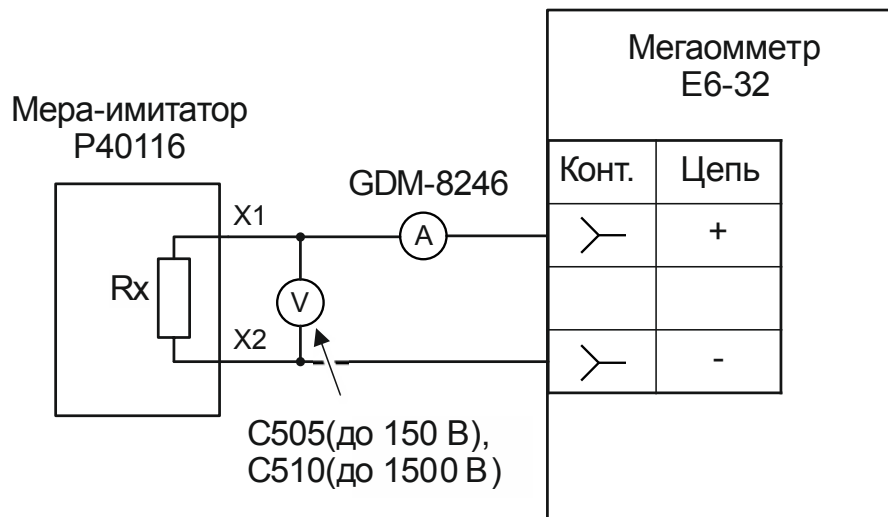 Мегаомметр
Е6-32
Мера-имитатор
Р40116
Конт.
Цепь
GDM-8246
X1
A
+
Rx
V
X2
-
С505(до 150 В),
С510(до 1500 В)